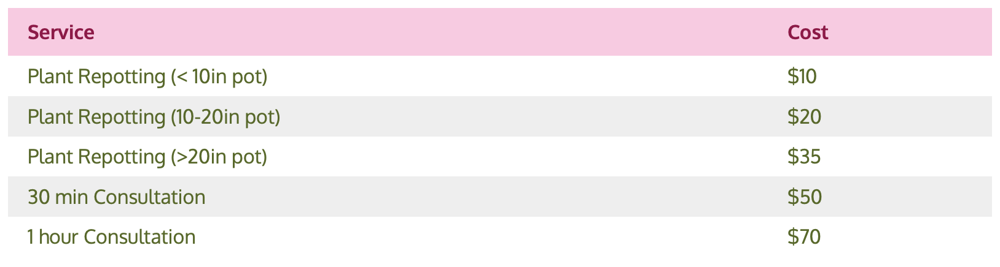 Service Cost
Plant Repotting (< 10in pot) $10
Plant Repotting (10-20in pot) $20
Plant Repotting (>20in pot) $35
30 min Consultation $50
1 hour Consultation $70